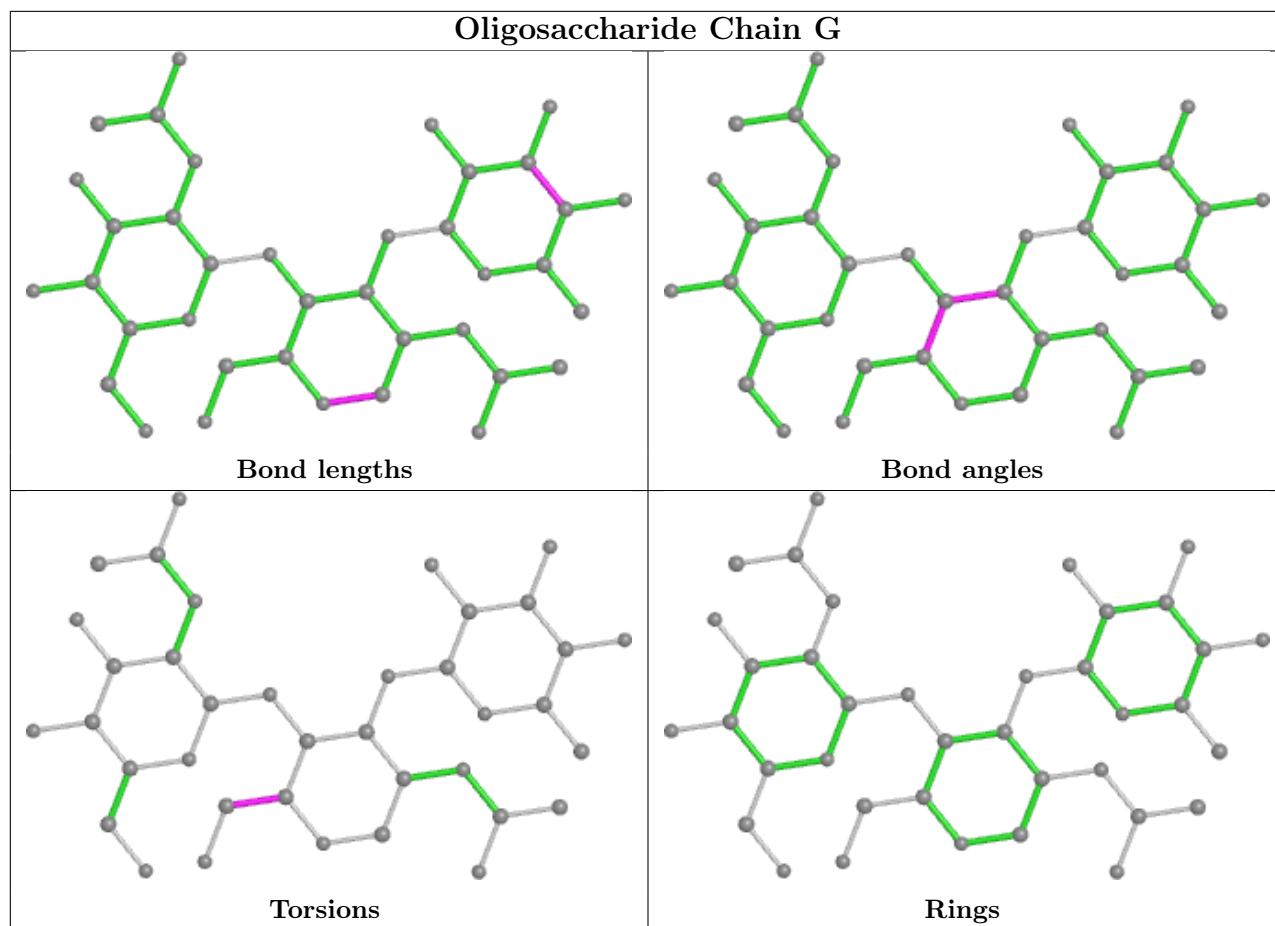 Oligosaccharide Chain G
Bond lengths
Bond angles
Torsions
Rings